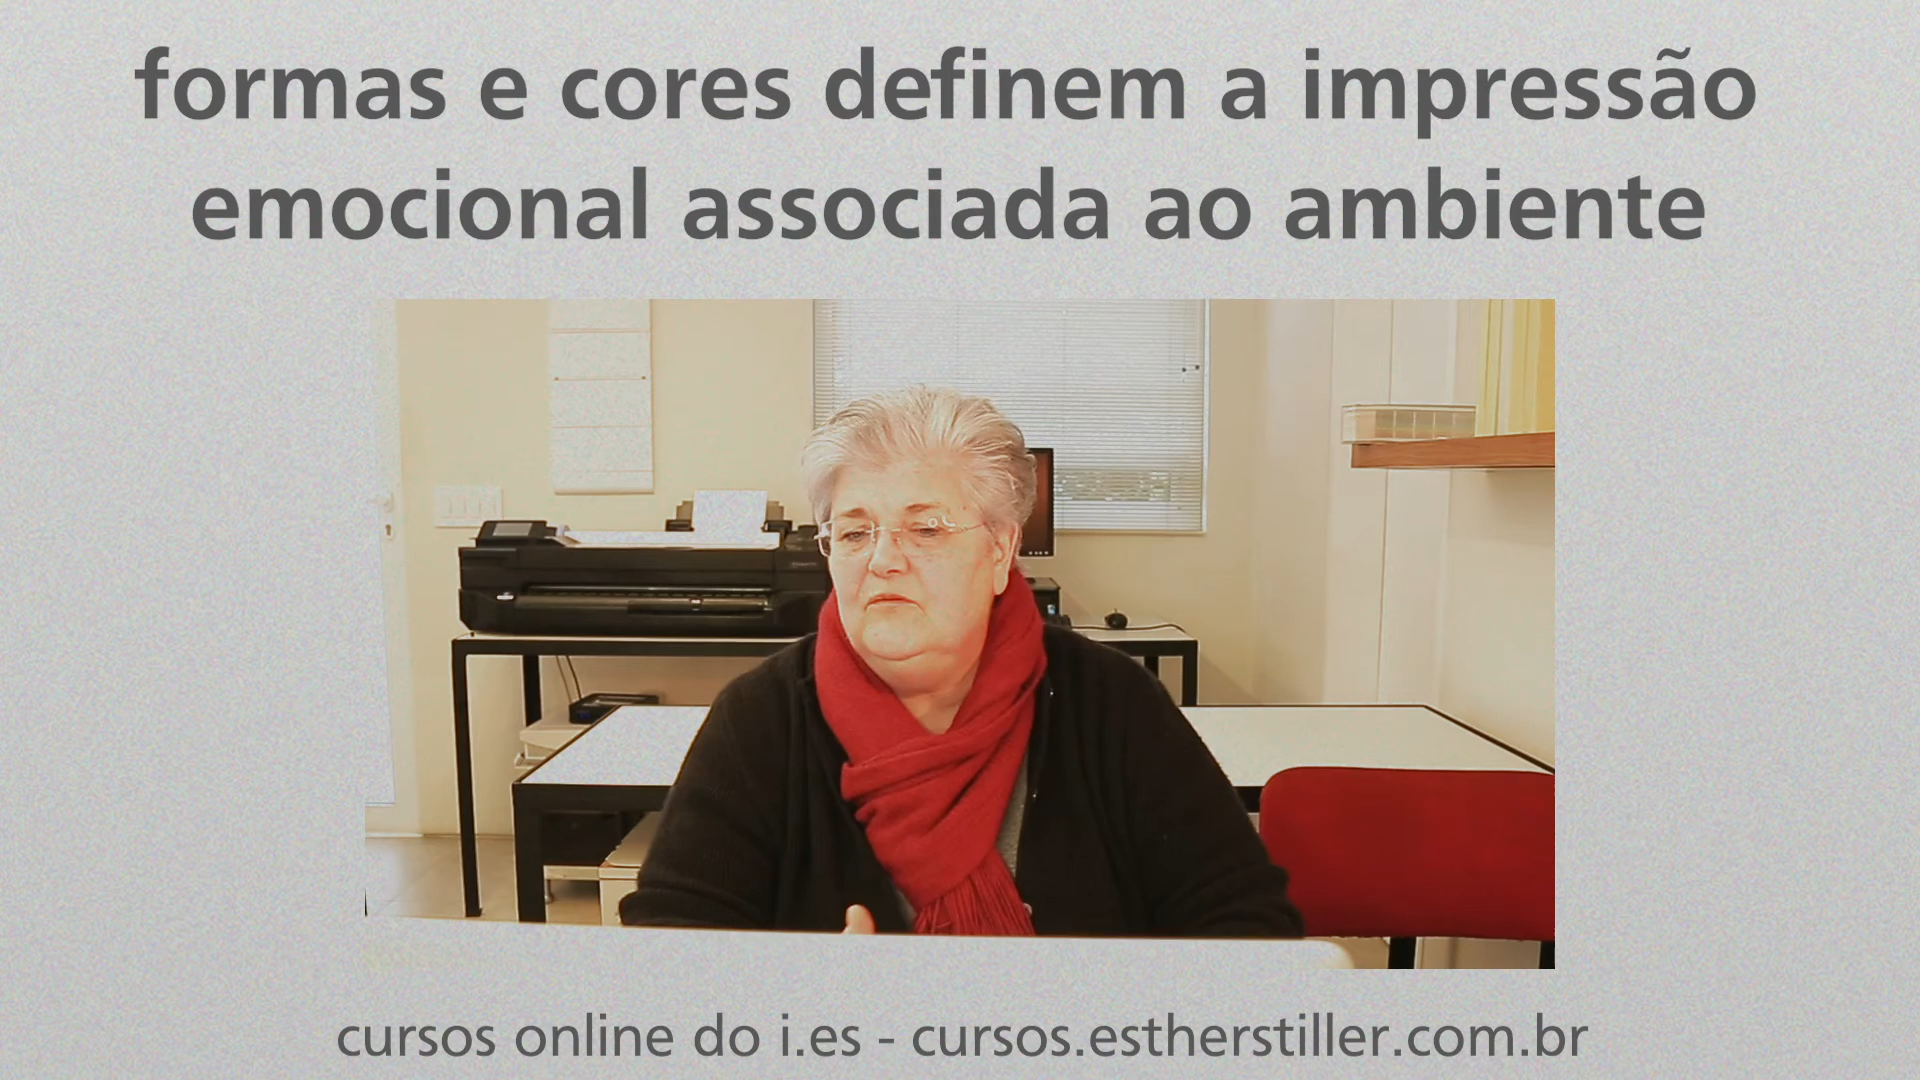 formas e cores definem a impressão
emocional associada ao ambiente
cursos online do i.es - cursos.estherstiller.com.br